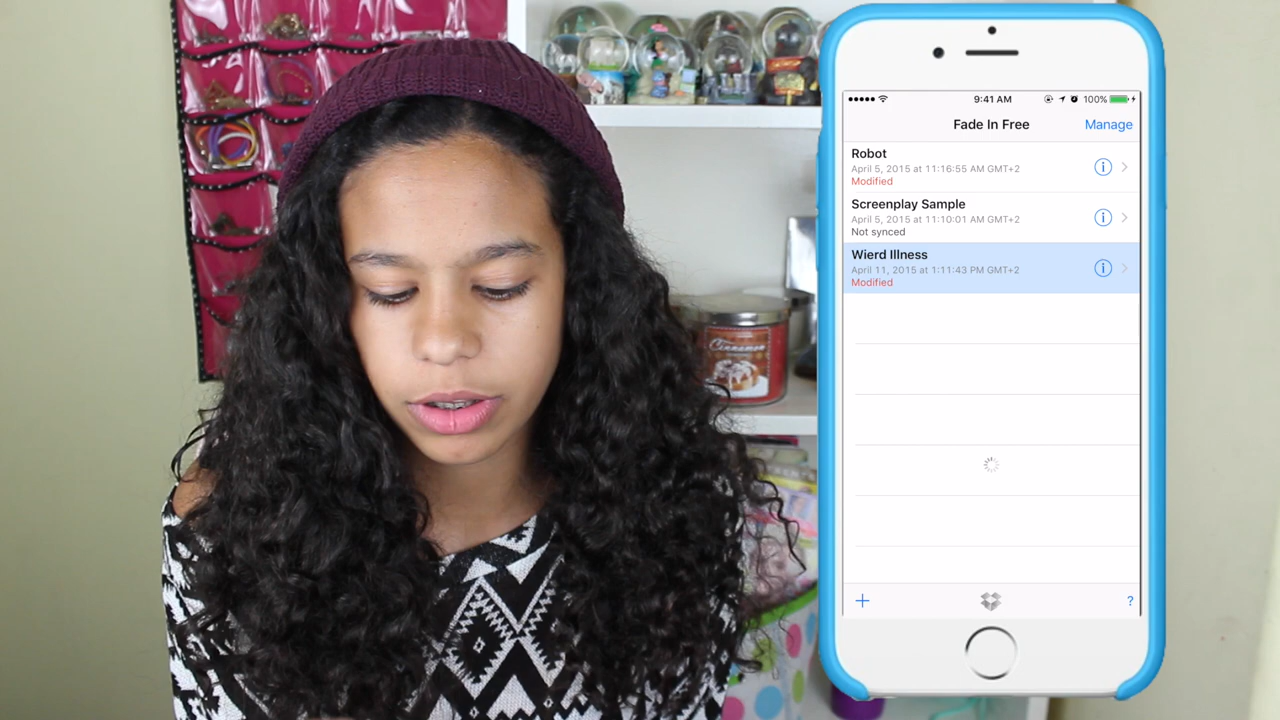 9:41 AM
100%
Fade In Free
Manage
Robot
April 5, 2015 at 11:16:55 AM GMT+2
Modified
Screenplay Sample
April 5, 2015 at 11:10:01 AM GMT+2
Not synced
Wierd Illness
April 11, 2015 at 1:11:43 PM GMT+2
Modified
+
?
Cinnamon